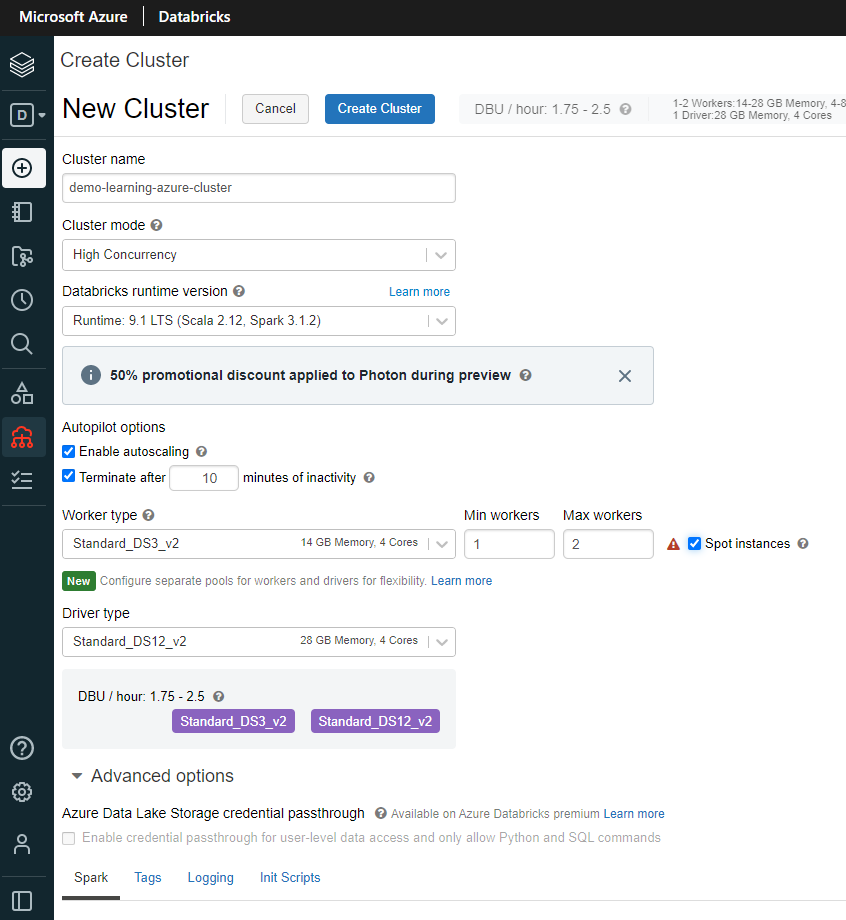 Microsoft Azure Databricks
Create Cluster
D
New Cluster
Cancel
Create Cluster
DBU / hour: 1.75 - 2.5
1-2 Workers:14-28 GB Memory, 4-8
1 Driver:28 GB Memory, 4 Cores
Cluster name
demo-learning-azure-cluster
Cluster mode
High Concurrency
Databricks runtime version
Learn more
Runtime: 9.1 LTS (Scala 2.12, Spark 3.1.2)
50% promotional discount applied to Photon during preview
Autopilot options
Enable autoscaling
Terminate after 10 minutes of inactivity
Worker type Min workers Max workers
Standard_DS3_v2 14 GB Memory, 4 Cores 1 2 Spot instances
New Configure separate pools for workers and drivers for flexibility. Learn more
Driver type
Standard_DS12_v2 28 GB Memory, 4 Cores
DBU / hour: 1.75 - 2.5
Standard_DS3_v2 Standard_DS12_v2
Advanced options
Azure Data Lake Storage credential passthrough Available on Azure Databricks premium Learn more
Enable credential passthrough for user-level data access and only allow Python and SQL commands
Spark Tags Logging Init Scripts